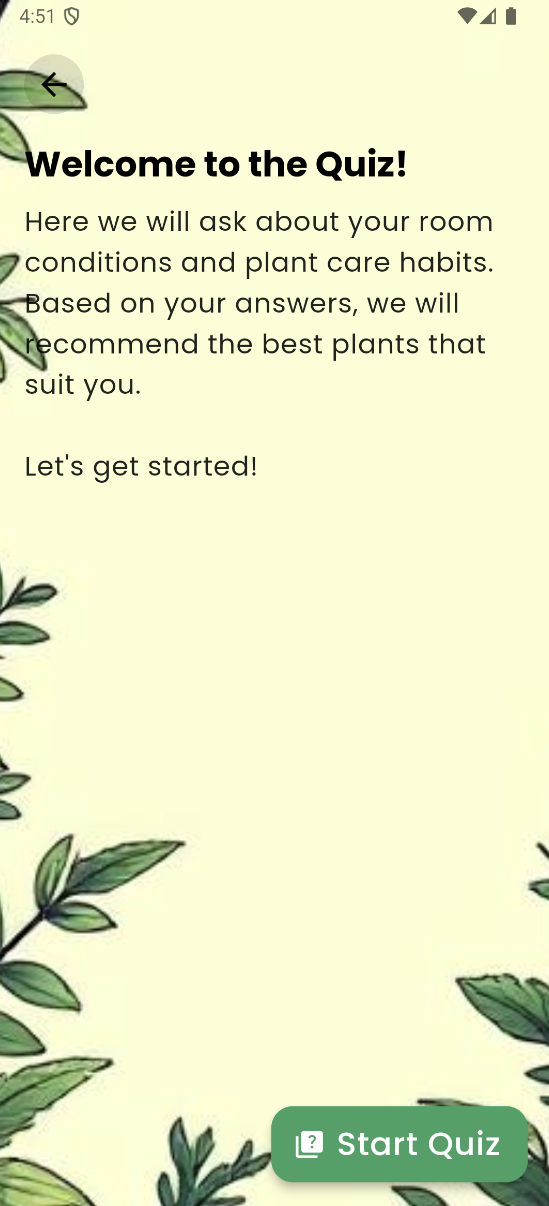 4:51
Welcome to the Quiz!
Here we will ask about your room
conditions and plant care habits.
Based on your answers, we will
recommend the best plants that
suit you.
Let's get started!
Start Quiz